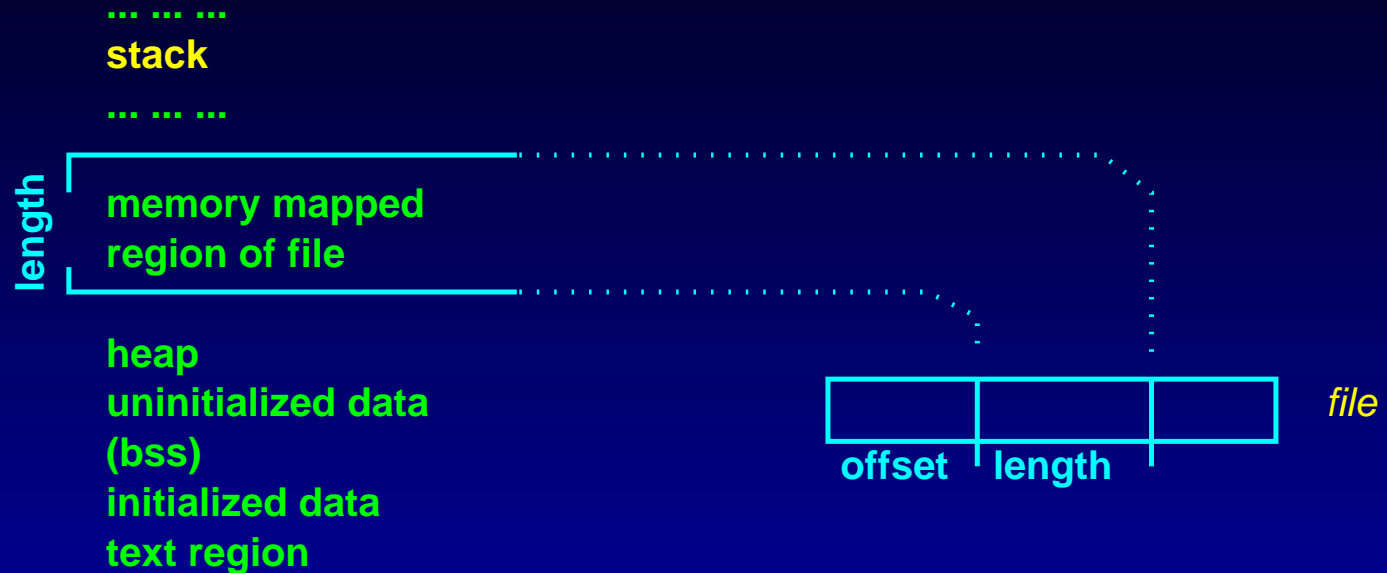 ... ... ...
stack
... ... ...
length
memory mapped
region of file
heap
uninitialized data
(bss)
initialized data
text region
file
offset length